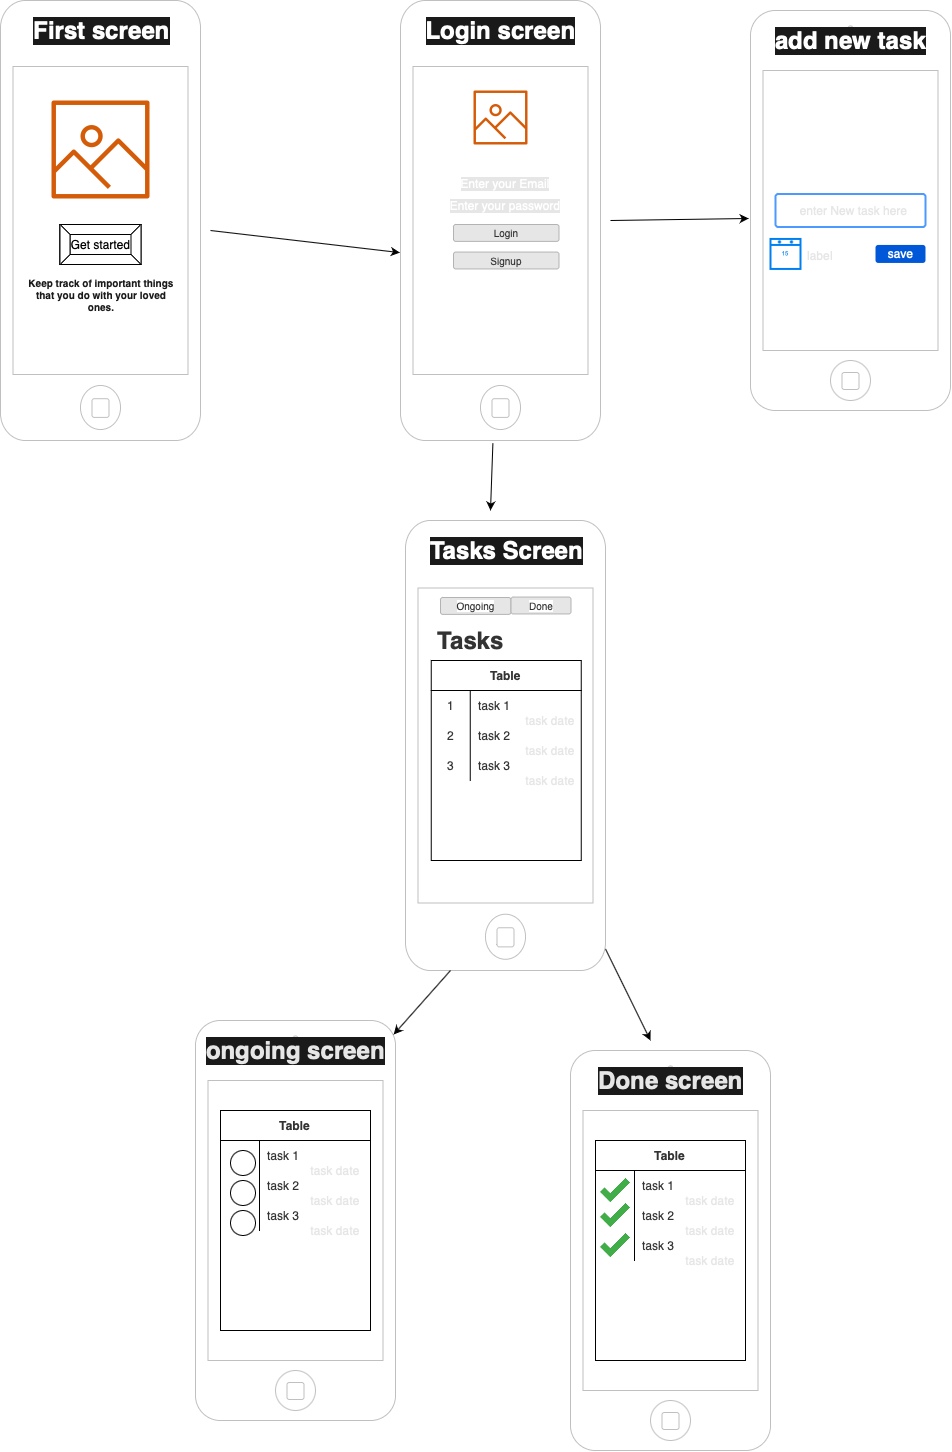 First screen
Get started
Keep track of important things
that you do with your loved
ones.
Login screen
Enter your Email
Enter your password
Login
Signup
add new task
enter New task here
15
label
save
Tasks Screen
Ongoing
Done
Tasks
Table
1 task 1
task date
2 task 2
task date
3 task 3
task date
ongoing screen
Table
task 1
task date
task 2
task date
task 3
task date
Done screen
Table
task 1
task date
task 2
task date
task 3
task date